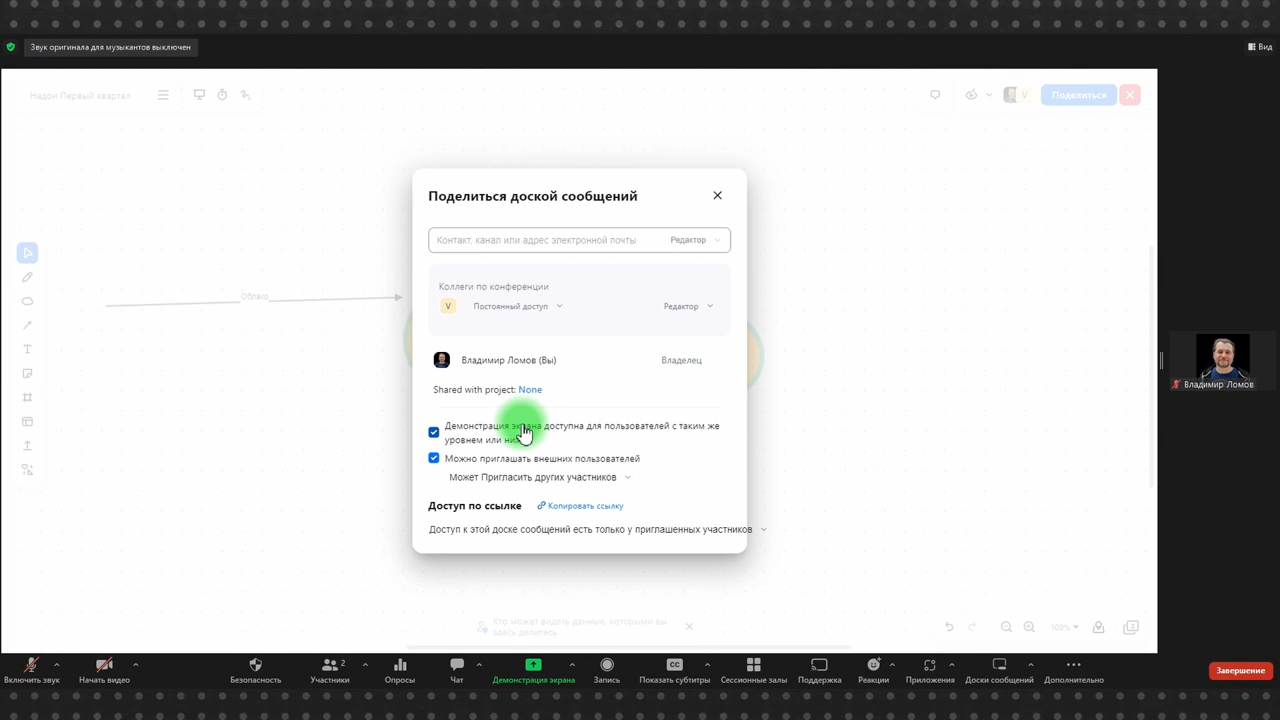 Звук оригинала для музыкантов выключен
Вид
Надои Первый квартал
V
Поделиться
Поделиться доской сообщений
Контакт, канал или адрес электронной почты
Редактор
Коллеги по конференции
V
Постоянный доступ
Редактор
Облако
Владимир Ломов (Вы)
Владелец
Shared with project: None
Демонстрация экрана доступна для пользователей с таким же
уровнем или
Можно приглашать внешних пользователей
Может Пригласить других участников
Доступ по ссылке
Копировать ссылку
Доступ к этой доске сообщений есть только у приглашенных участников
Владимир Ломов
Кто может видеть данные, которыми вы
здесь делитесь
100%
2
CC
Включить звук
Начать видео
Безопасность
Участники
Опросы
Чат
Демонстрация экрана
Запись
Показать субтитры
Сессионные залы
Поддержка
Реакции
Приложения
Доски сообщений
Дополнительно
Завершение